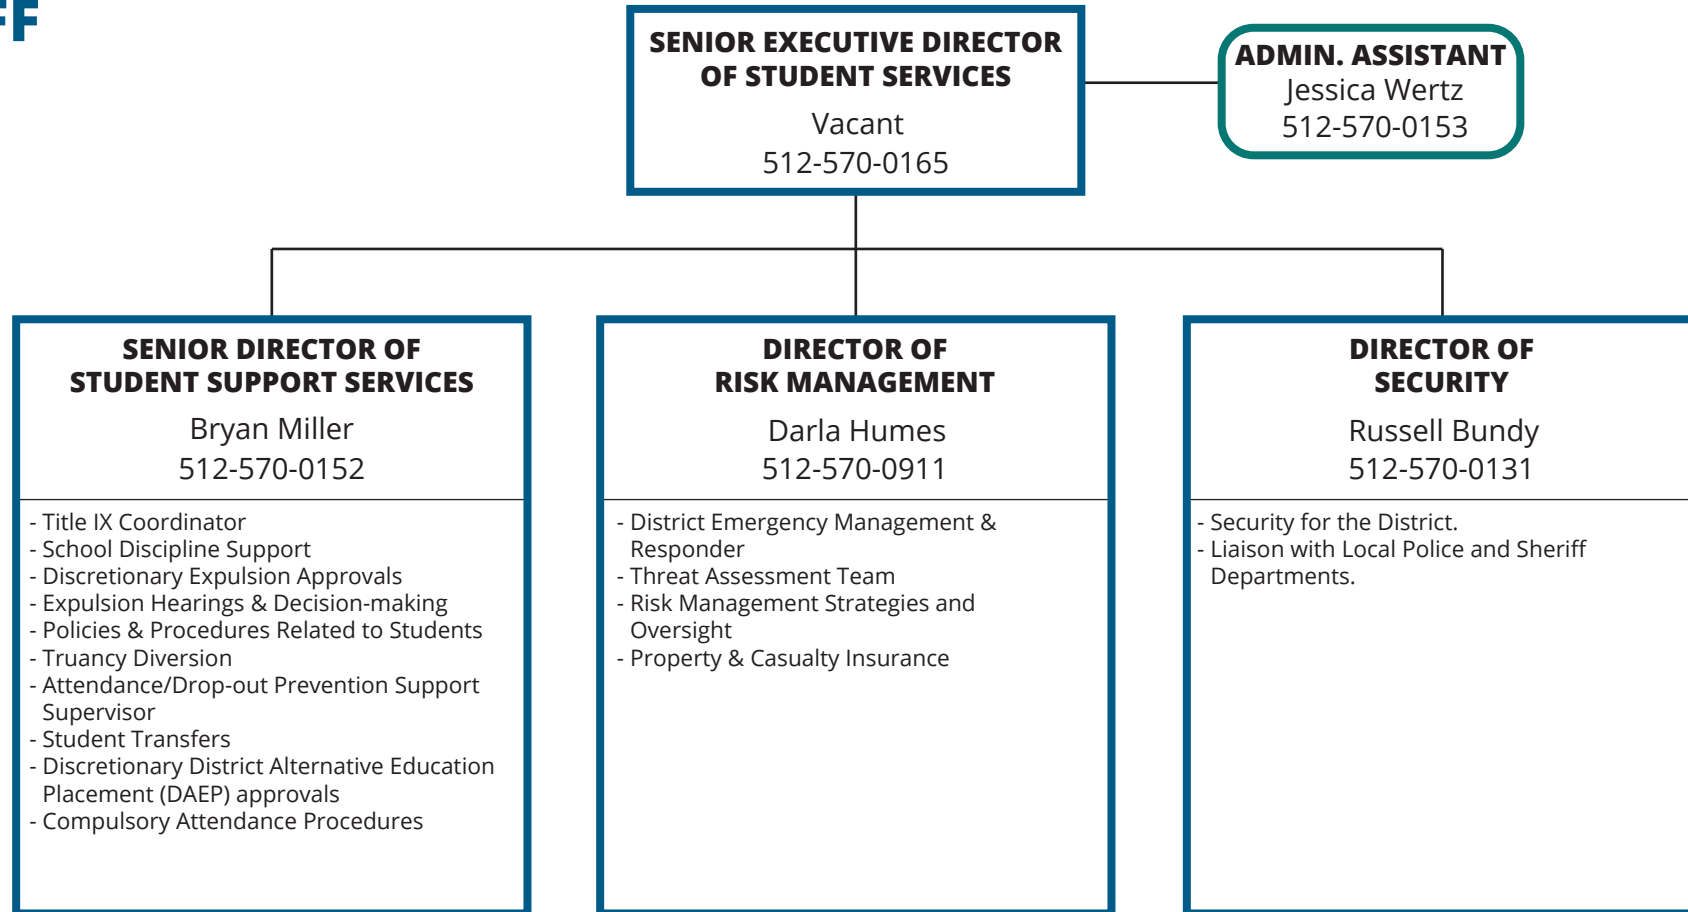 FF
SENIOR EXECUTIVE DIRECTOR
OF STUDENT SERVICES
Vacant
512-570-0165
ADMIN. ASSISTANT
Jessica Wertz
512-570-0153
SENIOR DIRECTOR OF
STUDENT SUPPORT SERVICES
Bryan Miller
512-570-0152
- Title IX Coordinator
- School Discipline Support
- Discretionary Expulsion Approvals
- Expulsion Hearings & Decision-making
- Policies & Procedures Related to Students
- Truancy Diversion
- Attendance/Drop-out Prevention Support
Supervisor
- Student Transfers
- Discretionary District Alternative Education
Placement (DAEP) approvals
- Compulsory Attendance Procedures
DIRECTOR OF
RISK MANAGEMENT
Darla Humes
512-570-0911
- District Emergency Management &
Responder
- Threat Assessment Team
- Risk Management Strategies and
Oversight
- Property & Casualty Insurance
DIRECTOR OF
SECURITY
Russell Bundy
512-570-0131
- Security for the District.
- Liaison with Local Police and Sheriff
Departments.